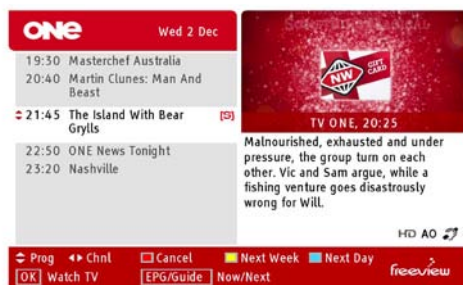 ONE Wed 2 Dec
19:30 Masterchef Australia
20:40 Martin Clunes: Man And
Beast
21:45 The Island With Bear [S]
Grylls
22:50 ONE News Tonight
23:20 Nashville
NW GIFT
CARD
TV ONE, 20:25
Malnourished, exhausted and under
pressure, the group turn on each
other. Vic and Sam argue, while a
fishing venture goes disastrously
wrong for Will.
HD AO
Prog Chnl Cancel Next Week Next Day
OK Watch TV EPG/Guide Now/Next
freeview